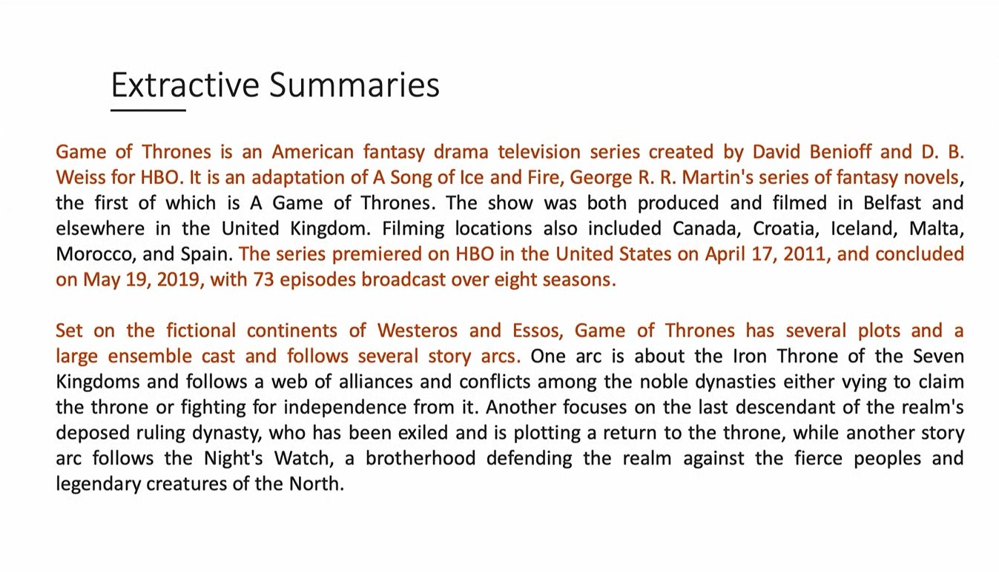 Extractive Summaries
Game of Thrones is an American fantasy drama television series created by David Benioff and D. B.
Weiss for HBO. It is an adaptation of A Song of Ice and Fire, George R. R. Martin's series of fantasy novels,
the first of which is A Game of Thrones. The show was both produced and filmed in Belfast and
elsewhere in the United Kingdom. Filming locations also included Canada, Croatia, Iceland, Malta,
Morocco, and Spain. The series premiered on HBO in the United States on April 17, 2011, and concluded
on May 19, 2019, with 73 episodes broadcast over eight seasons.
Set on the fictional continents of Westeros and Essos, Game of Thrones has several plots and a
large ensemble cast and follows several story arcs. One arc is about the Iron Throne of the Seven
Kingdoms and follows a web of alliances and conflicts among the noble dynasties either vying to claim
the throne or fighting for independence from it. Another focuses on the last descendant of the realm's
deposed ruling dynasty, who has been exiled and is plotting a return to the throne, while another story
arc follows the Night's Watch, a brotherhood defending the realm against the fierce peoples and
legendary creatures of the North.